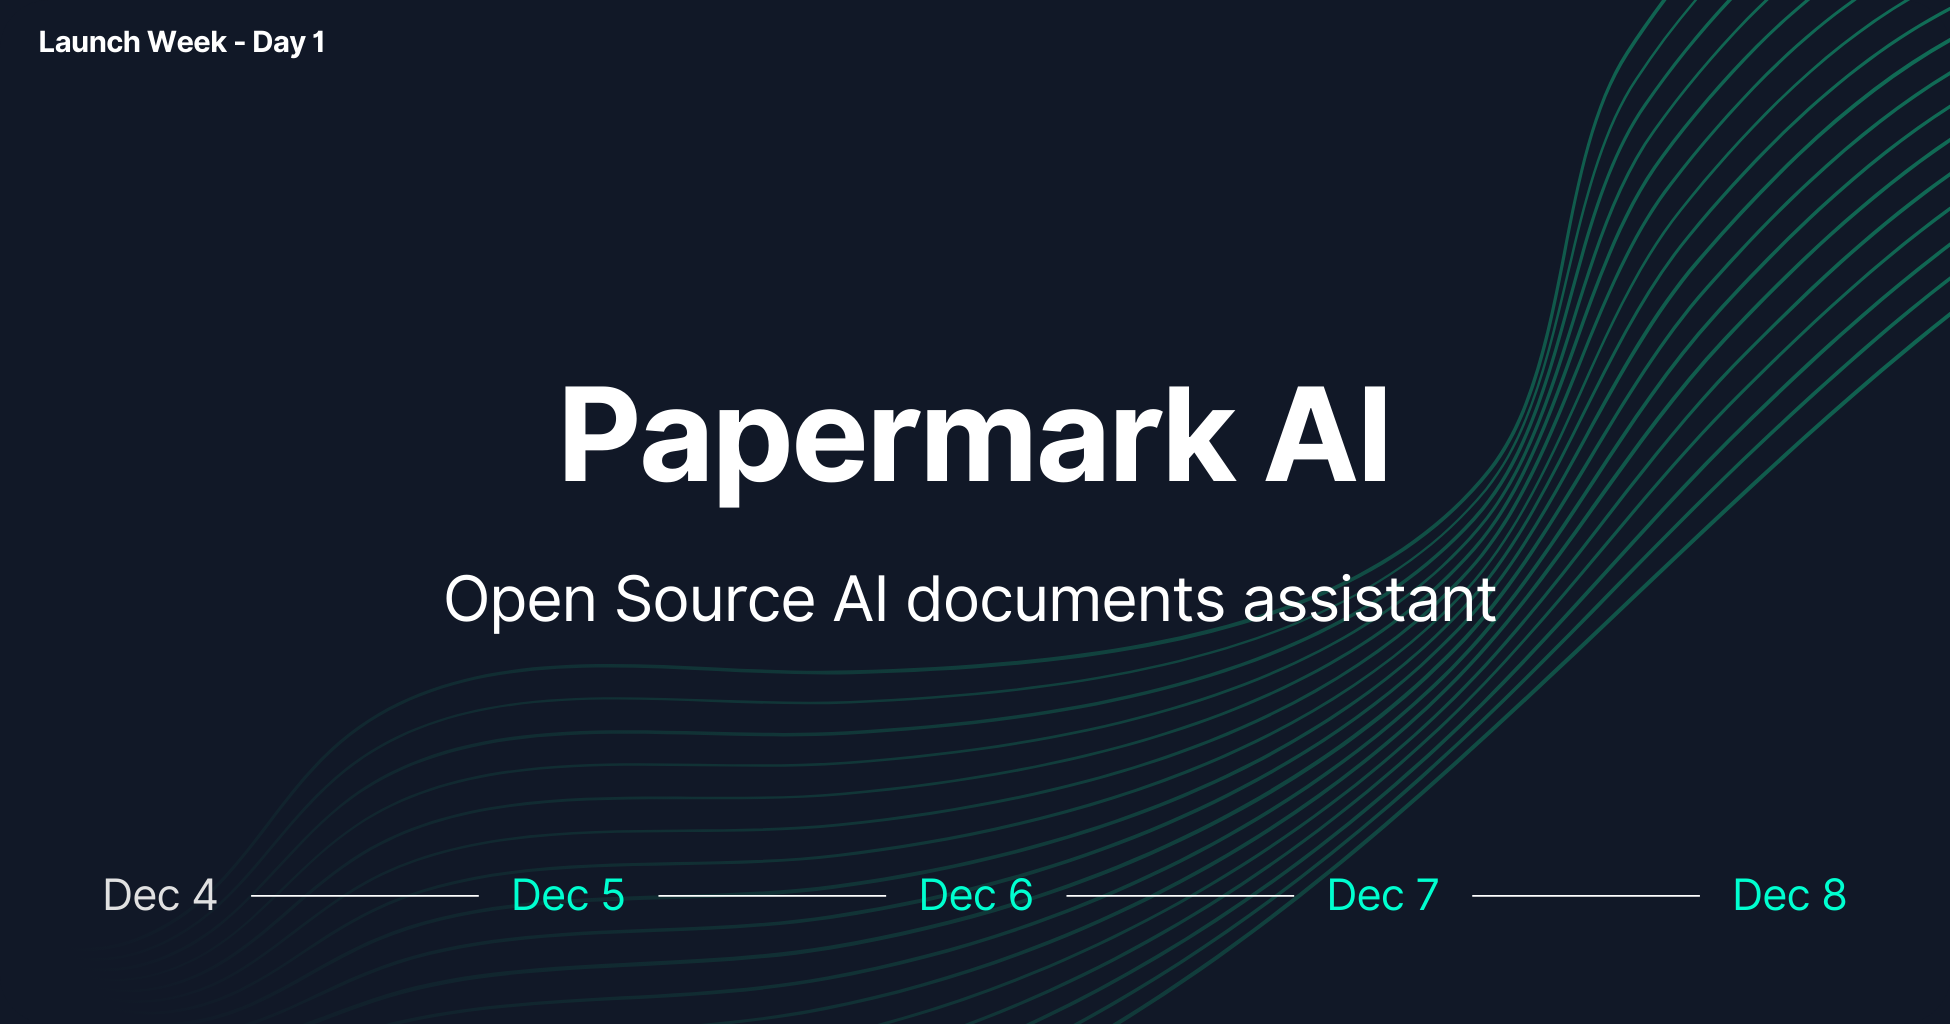 Launch Week - Day 1
Papermark AI
Open Source AI documents assistant
Dec 4 Dec 5 Dec 6 Dec 7 Dec 8